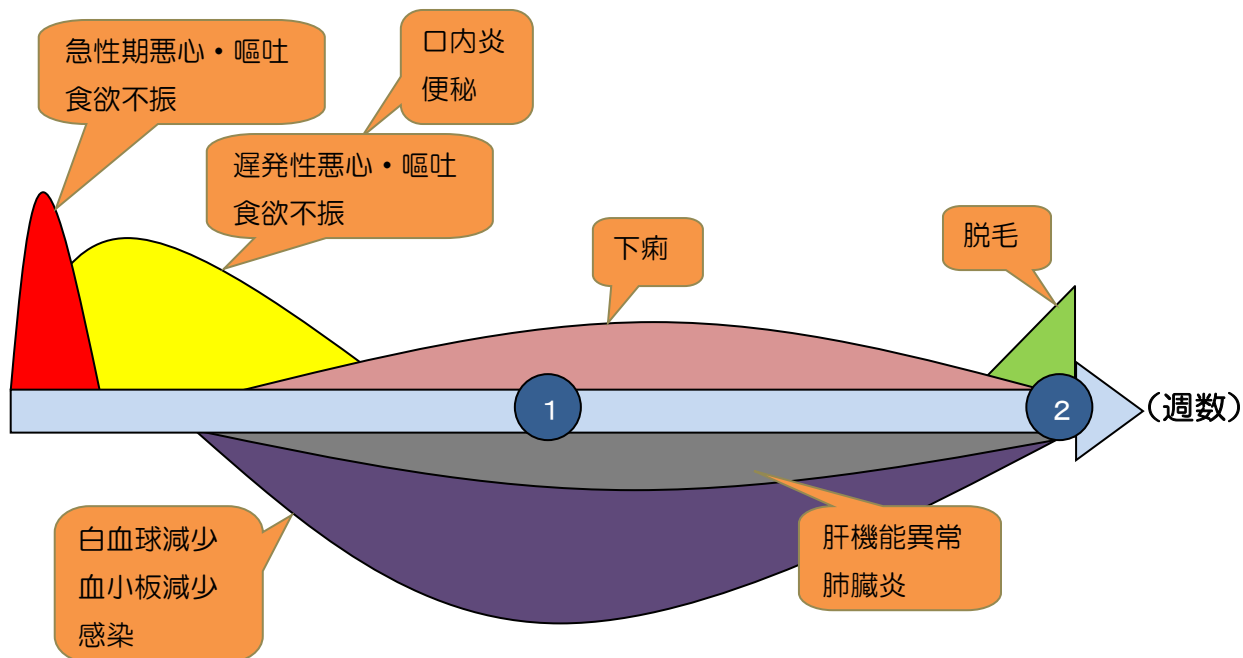 急性期悪心・嘔吐
食欲不振
口内炎
便秘
遅発性悪心・嘔吐
食欲不振
下痢
脱毛
1
2
(週数)
白血球減少
血小板減少
感染
肝機能異常
肺臓炎